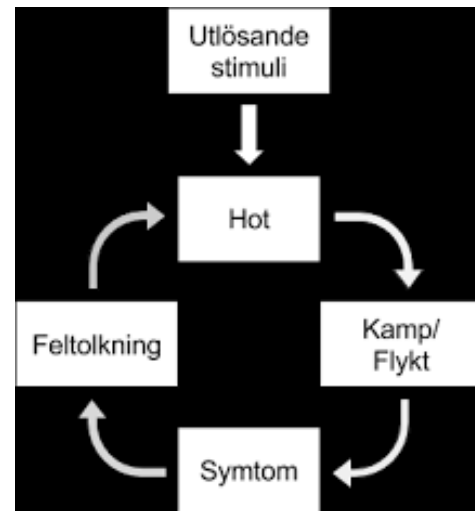 Utlösande
stimuli
Hot
Kamp/
Flykt
Symtom
Feltolkning